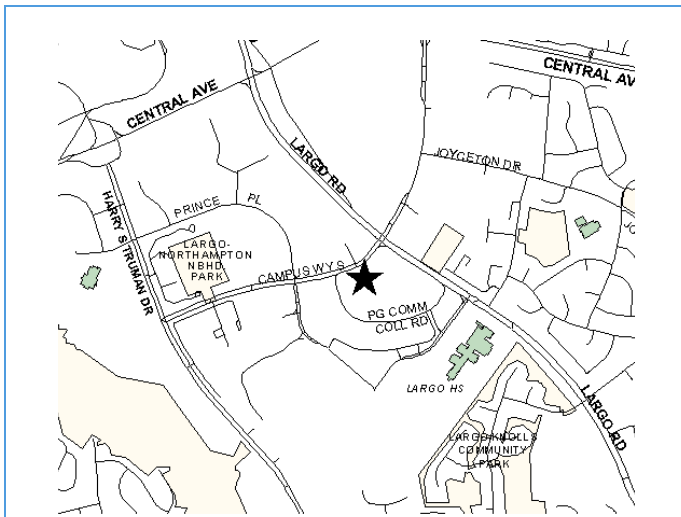 CENTRAL AVE
CENTRAL AV
LARGO RD
JOYCETON DR
HARRY S TRUMAN DR
PRINCE PL
LARGO-
NORTHAMPTON
NBHD
PARK
CAMPUS WY S
PG COMM
COLL RD
LARGO HS
LARGO RD
LARGO KNOLLS
COMMUNITY
PARK